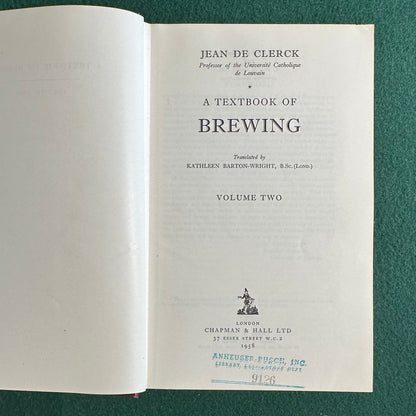 JEAN DE CLERCK
Professor of the Université Catholique
de Louvain
*
A TEXTBOOK OF
BREWING
Translated by
KATHLEEN BARTON-WRIGHT, B.Sc. (Lond.)
VOLUME TWO
LONDON
CHAPMAN & HALL LTD
37 ESSEX STREET W.C.2
1958
ANHEUSER-BUSCH, INC.
LIBRARY,
9126